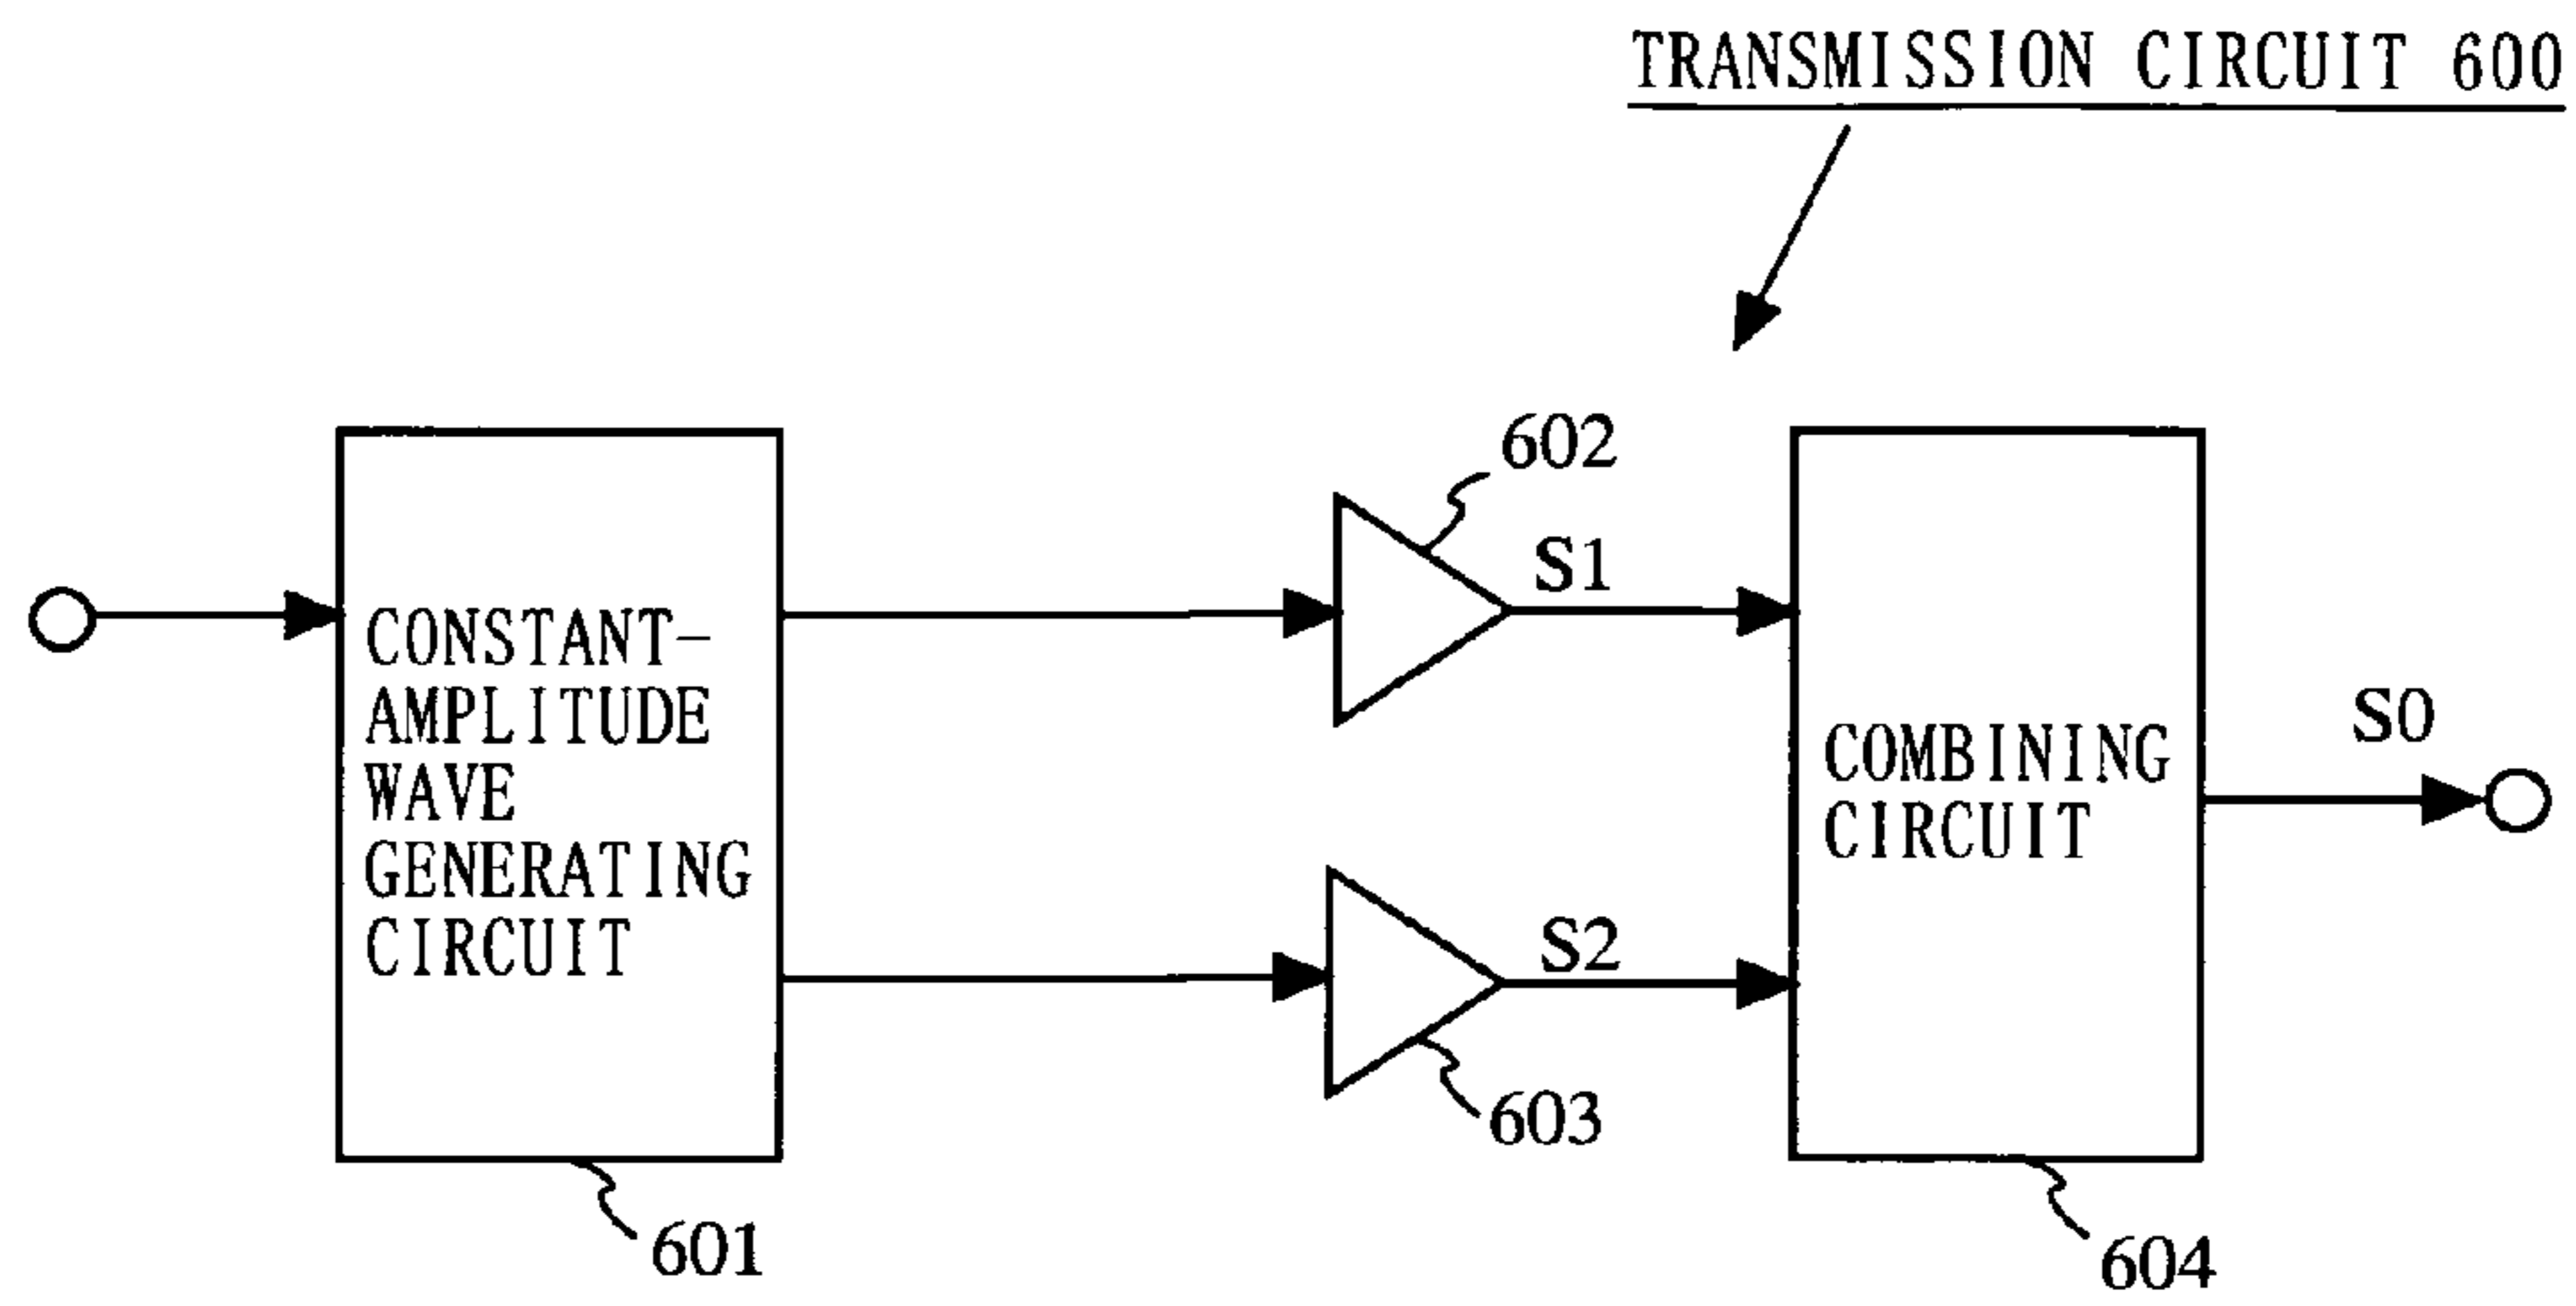 TRANSMISSION CIRCUIT 600
602
S1
CONSTANT-
AMPLITUDE
WAVE
GENERATING
CIRCUIT
COMBINING
CIRCUIT
S0
S2
603
601
604